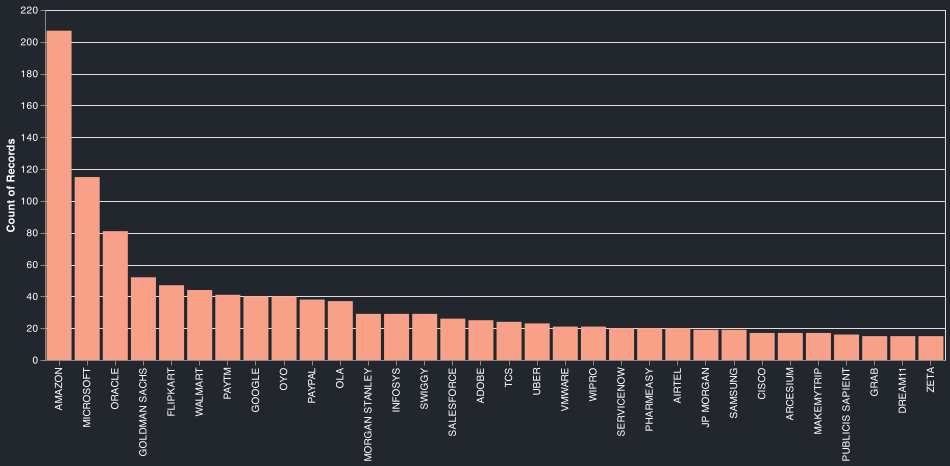 Count of Records
220
200
180
160
140
120
100
80
60
40
20
0
AMAZON
MICROSOFT
ORACLE
GOLDMAN SACHS
FLIPKART
WALMART
PAYTM
GOOGLE
OYO
PAYPAL
OLA
MORGAN STANLEY
INFOSYS
SWIGGY
SALESFORCE
ADOBE
TCS
UBER
VMWARE
WIPRO
SERVICENOW
PHARMEASY
AIRTEL
JP MORGAN
SAMSUNG
CISCO
ARCESIUM
MAKEMYTRIP
PUBLICIS SAPIENT
GRAB
DREAM11
ZETA